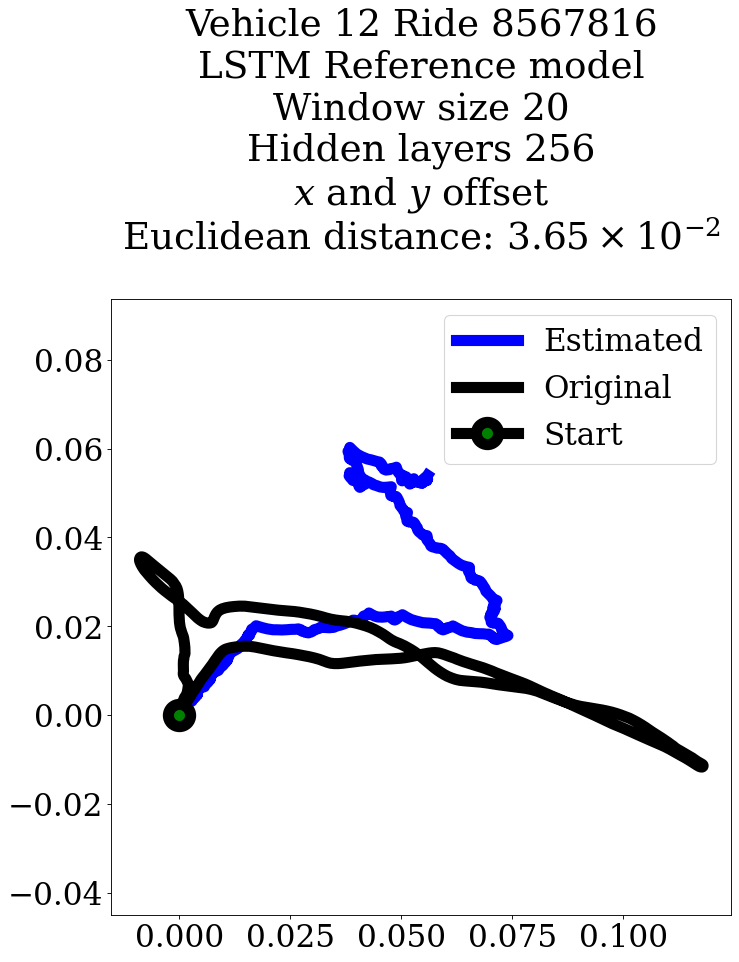 Vehicle 12 Ride 8567816
LSTM Reference model
Window size 20
Hidden layers 256
x and y offset
Euclidean distance: 3.65 × 10⁻²
Estimated
Original
Start
0.08
0.06
0.04
0.02
0.00
−0.02
−0.04
0.000 0.025 0.050 0.075 0.100